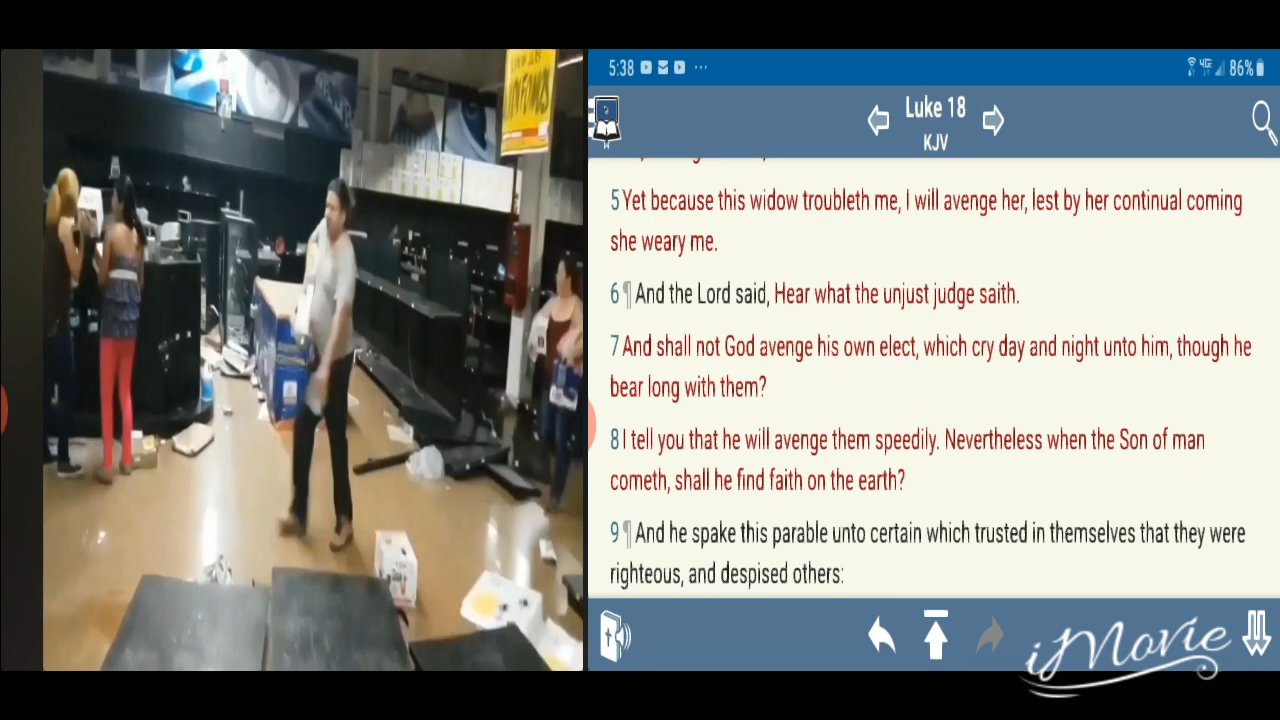 INFONAS
5:38 ... 86%
Luke 18
KJV
5 Yet because this widow troubleth me, I will avenge her, lest by her continual coming
she weary me.
6 ¶ And the Lord said, Hear what the unjust judge saith.
7 And shall not God avenge his own elect, which cry day and night unto him, though he
bear long with them?
8 I tell you that he will avenge them speedily. Nevertheless when the Son of man
cometh, shall he find faith on the earth?
9 ¶ And he spake this parable unto certain which trusted in themselves that they were
righteous, and despised others:
iMovie